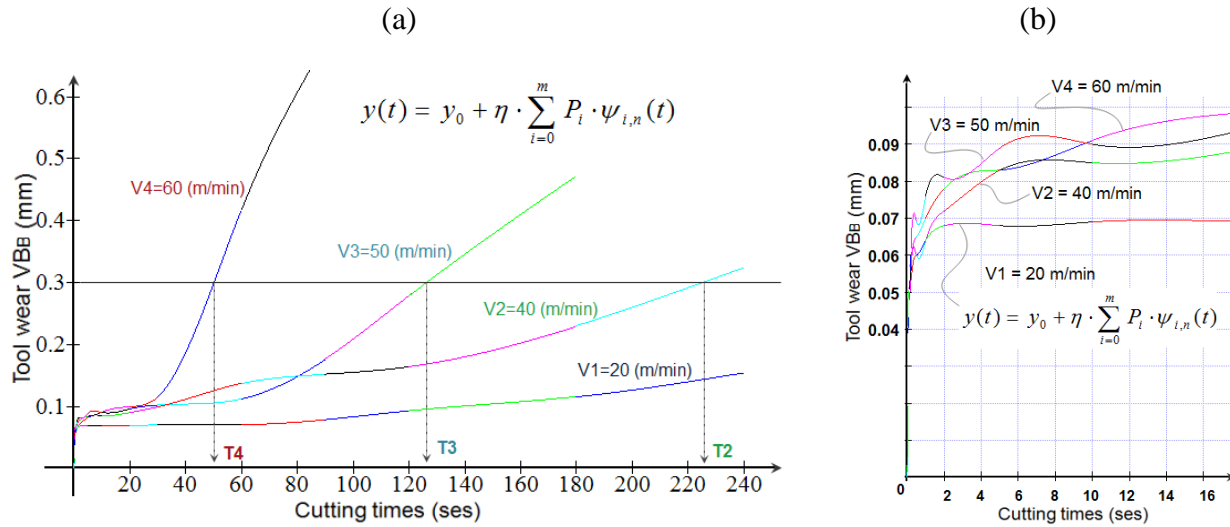 (a)
0.6
0.5
0.4
0.3
0.2
0.1
Tool wear VBB (mm)
y(t) = y₀ + η · ∑ᵢ₌₀ᵐ Pᵢ · ψᵢ,ₙ(t)
V4=60 (m/min)
V3=50 (m/min)
V2=40 (m/min)
V1=20 (m/min)
T4
T3
T2
20 40 60 80 100 120 140 160 180 200 220 240
Cutting times (ses)
(b)
V4 = 60 m/min
V3 = 50 m/min
V2 = 40 m/min
V1 = 20 m/min
y(t) = y₀ + η · ∑ᵢ₌₀ᵐ Pᵢ · ψᵢ,ₙ(t)
0.09
0.08
0.07
0.06
0.05
0.04
Tool wear VBB (mm)
0 2 4 6 8 10 12 14 16
Cutting times (ses)